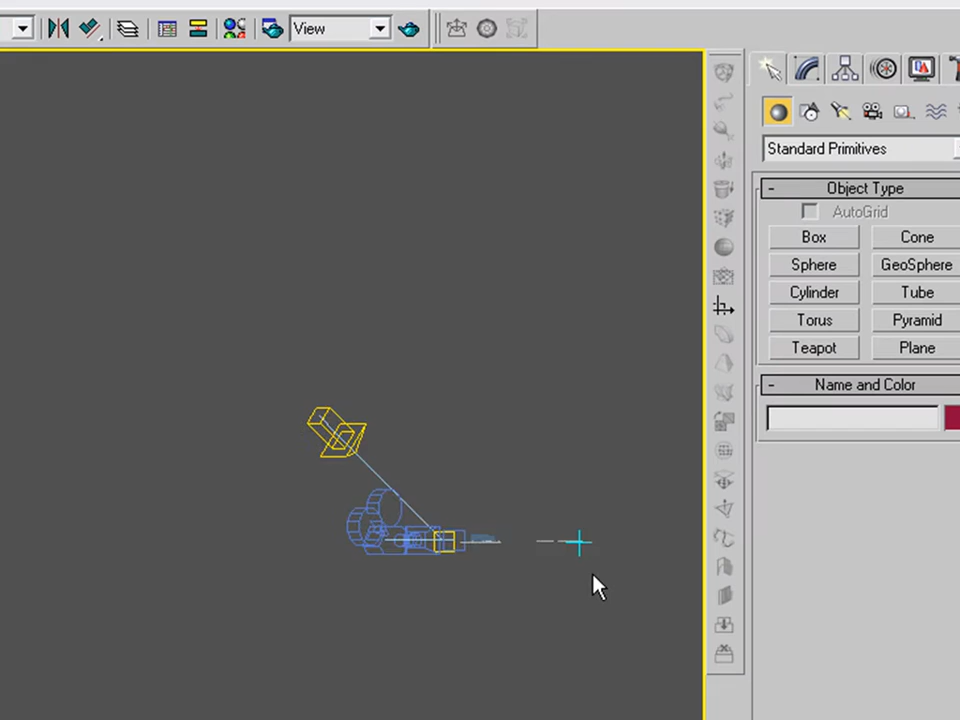 View
Standard Primitives
- Object Type
AutoGrid
Box Cone
Sphere GeoSphere
Cylinder Tube
Torus Pyramid
Teapot Plane
- Name and Color